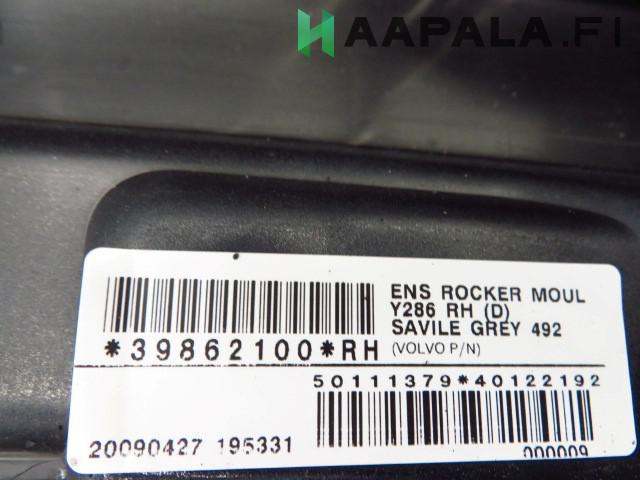 HAAPALA.FI
ENS ROCKER MOUL
Y286 RH (D)
SAVILE GREY 492
*39862100*RH (VOLVO P/N)
50111379*40122192
20090427 195331
000009